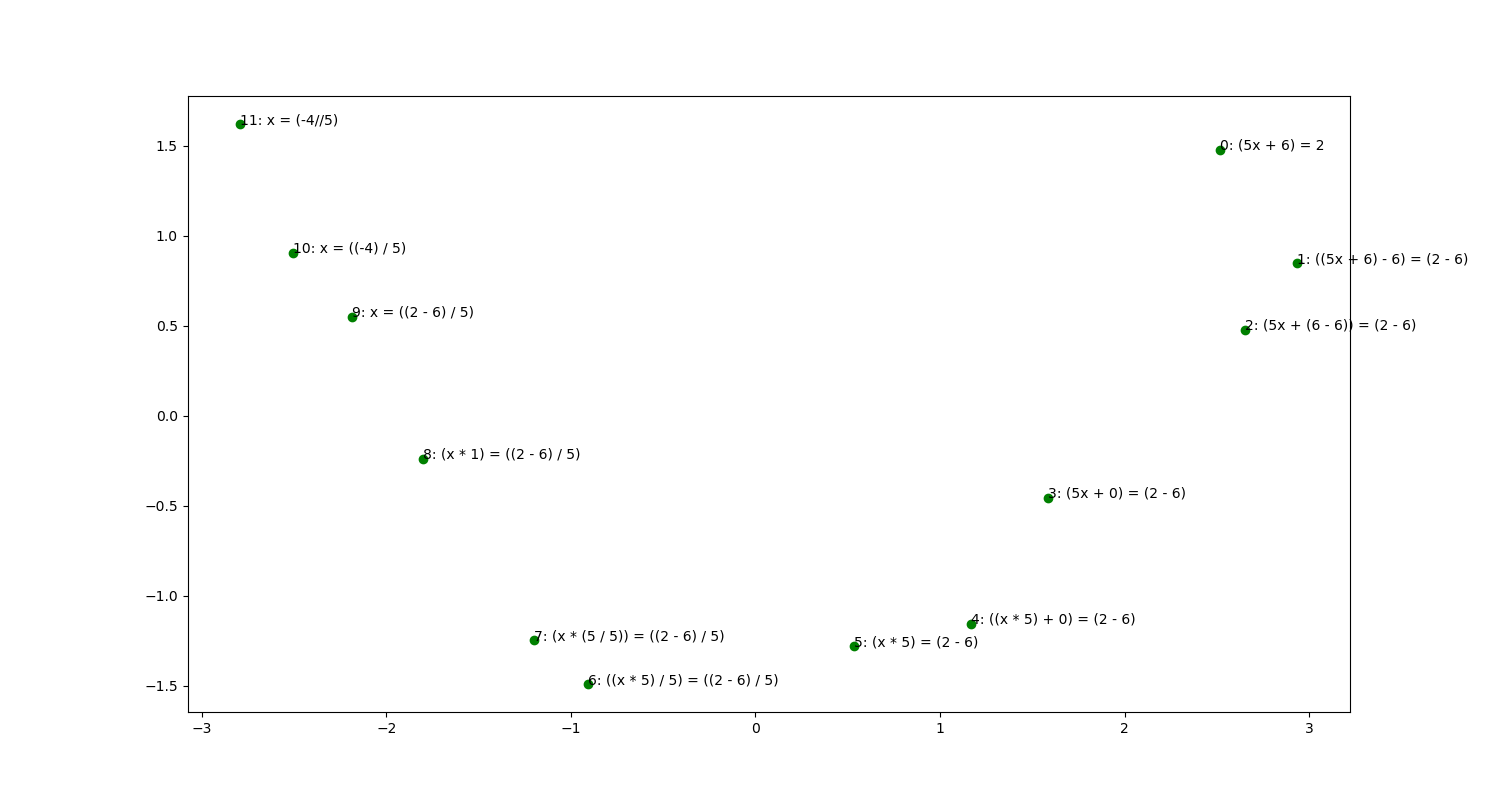 11: x = (-4//5)
0: (5x + 6) = 2
10: x = ((-4) / 5)
1: ((5x + 6) - 6) = (2 - 6)
9: x = ((2 - 6) / 5)
2: (5x + (6 - 6)) = (2 - 6)
8: (x * 1) = ((2 - 6) / 5)
3: (5x + 0) = (2 - 6)
4: ((x * 5) + 0) = (2 - 6)
7: (x * (5 / 5)) = ((2 - 6) / 5)
5: (x * 5) = (2 - 6)
6: ((x * 5) / 5) = ((2 - 6) / 5)
1.5
1.0
0.5
0.0
−0.5
−1.0
−1.5
−3 −2 −1 0 1 2 3